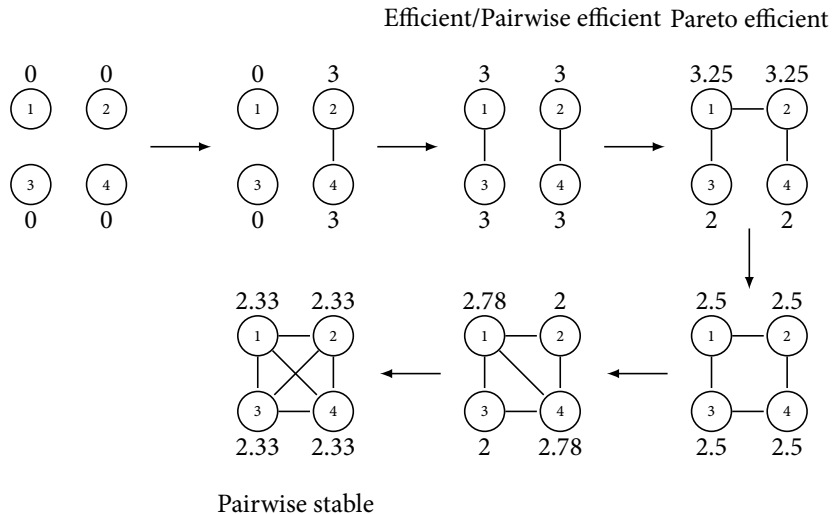 Efficient/Pairwise efficient Pareto efficient
0 0 0 3 3 3 3.25 3.25
1 2 1 2 1 2 1 2
3 4 3 4 3 4 3 4
0 0 0 3 3 3 2 2
2.33 2.33 2.78 2 2.5 2.5
1 2 1 2 1 2
3 4 3 4 3 4
2.33 2.33 2 2.78 2.5 2.5
Pairwise stable